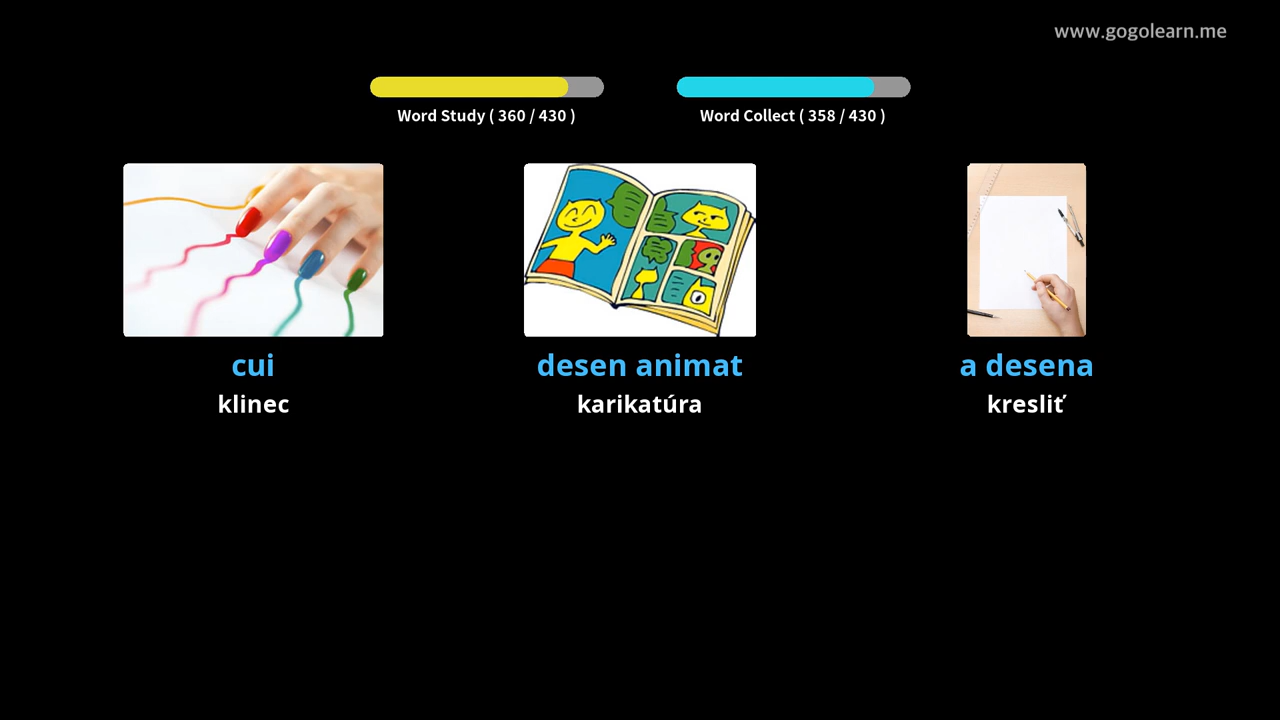 www.gogolearn.me
Word Study ( 360 / 430 )
Word Collect ( 358 / 430 )
cui
klinec
desen animat
karikatúra
a desena
kresliť